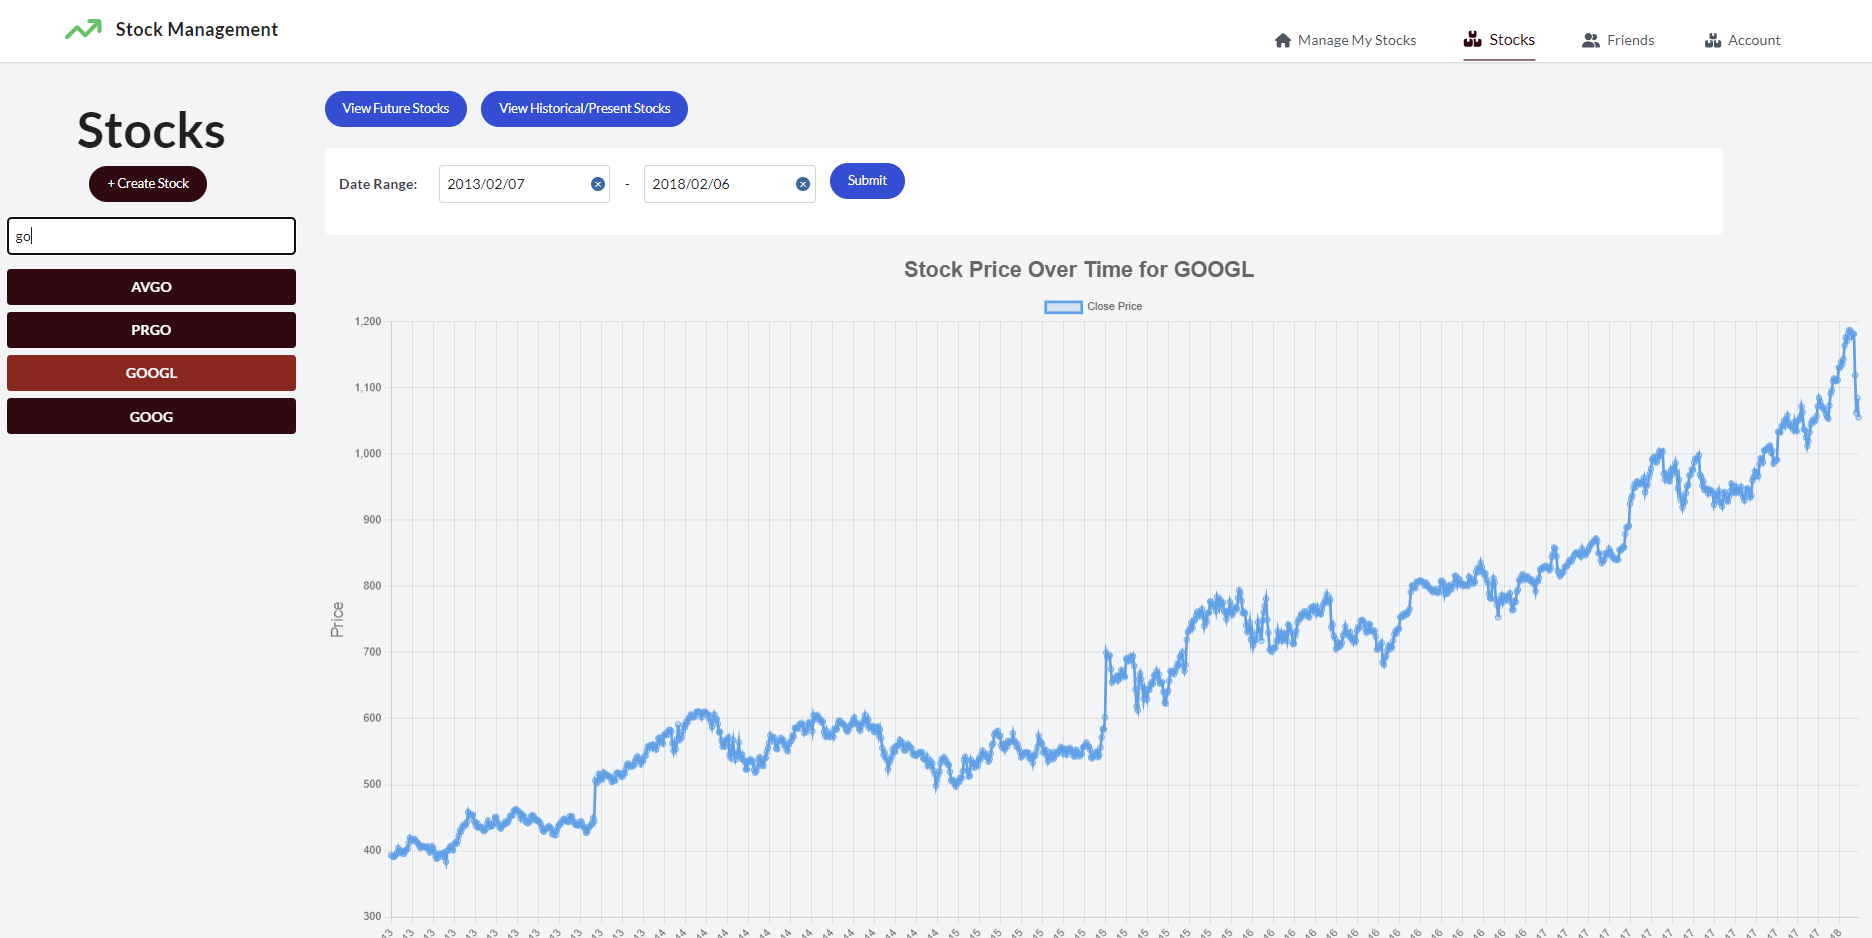 Stock Management
Manage My Stocks
Stocks
Friends
Account
Stocks
+ Create Stock
go
AVGO
PRGO
GOOGL
GOOG
View Future Stocks
View Historical/Present Stocks
Date Range:
2013/02/07
-
2018/02/06
Submit
Stock Price Over Time for GOOGL
Close Price
1,200
1,100
1,000
900
800
700
600
500
400
300
Price